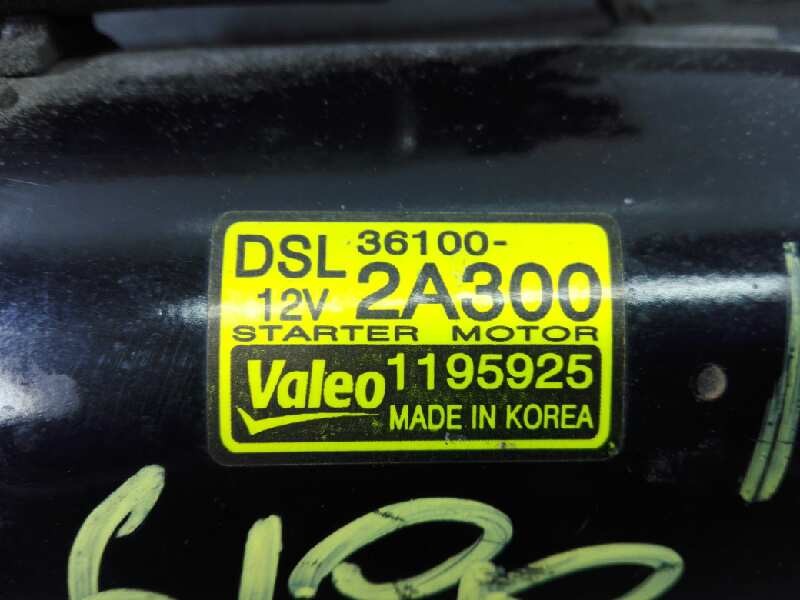 DSL 36100-
12V 2A300
STARTER MOTOR
Valeo 1195925
MADE IN KOREA